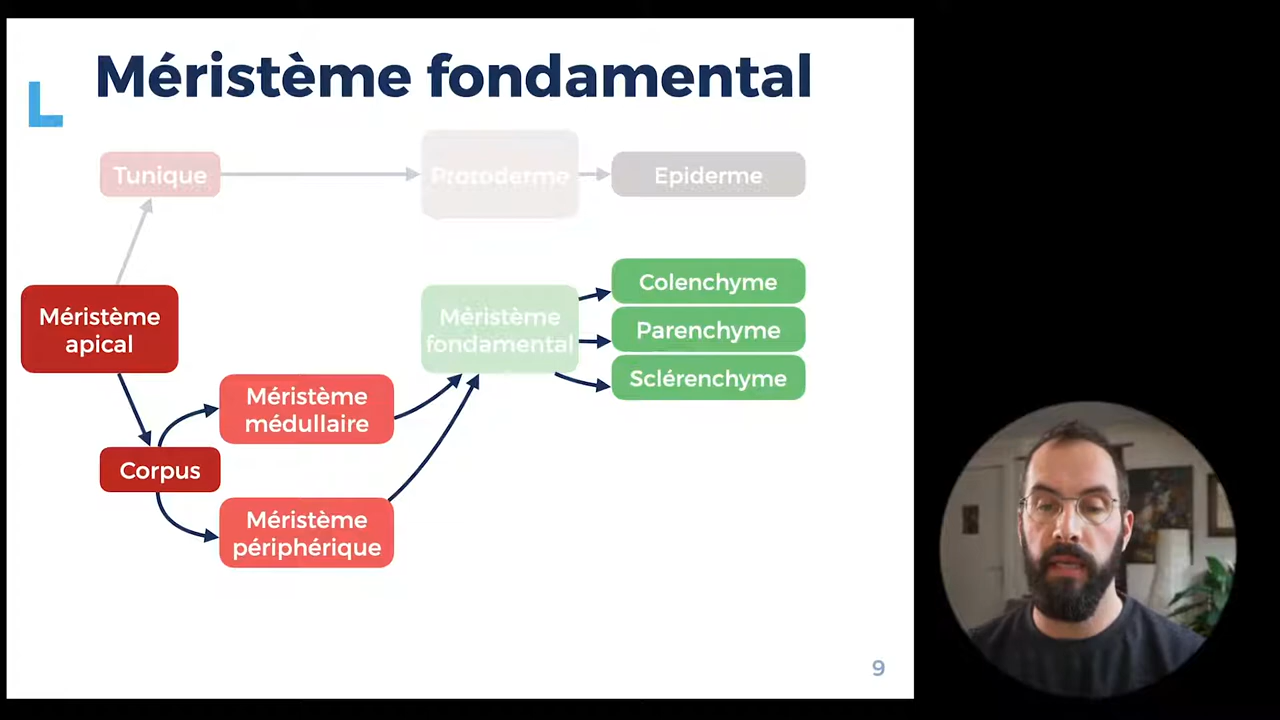 Méristème fondamental
Tunique
Protoderme
Epiderme
Méristème
apical
Méristème
fondamental
Colenchyme
Parenchyme
Sclérenchyme
Méristème
médullaire
Corpus
Méristème
périphérique
9